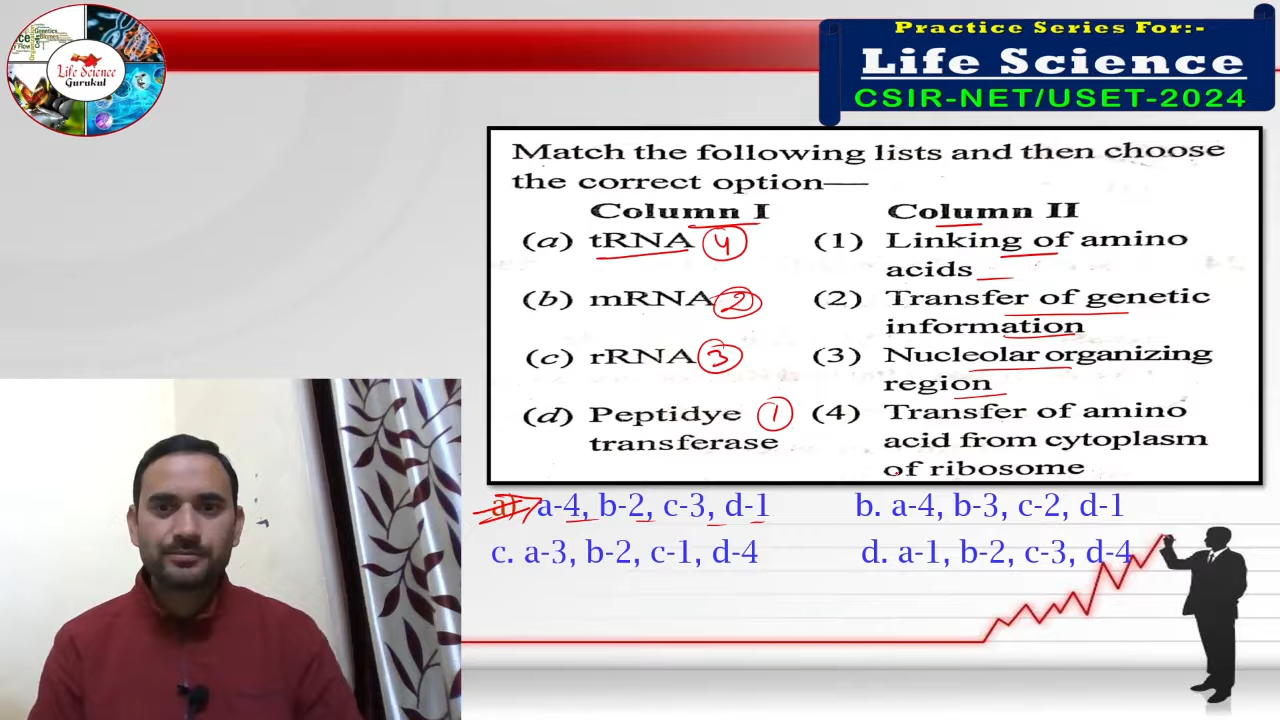 Life Science
Gurukul
Practice Series For:-
Life Science
CSIR-NET/USET-2024
Match the following lists and then choose
the correct option—
Column I Column II
(a) tRNA 4 (1) Linking of amino
acids
(b) mRNA 2 (2) Transfer of genetic
information
(c) rRNA 3 (3) Nucleolar organizing
region
(d) Peptidye 1 (4) Transfer of amino
transferase acid from cytoplasm
of ribosome
a) a-4, b-2, c-3, d-1 b. a-4, b-3, c-2, d-1
c. a-3, b-2, c-1, d-4 d. a-1, b-2, c-3, d-4